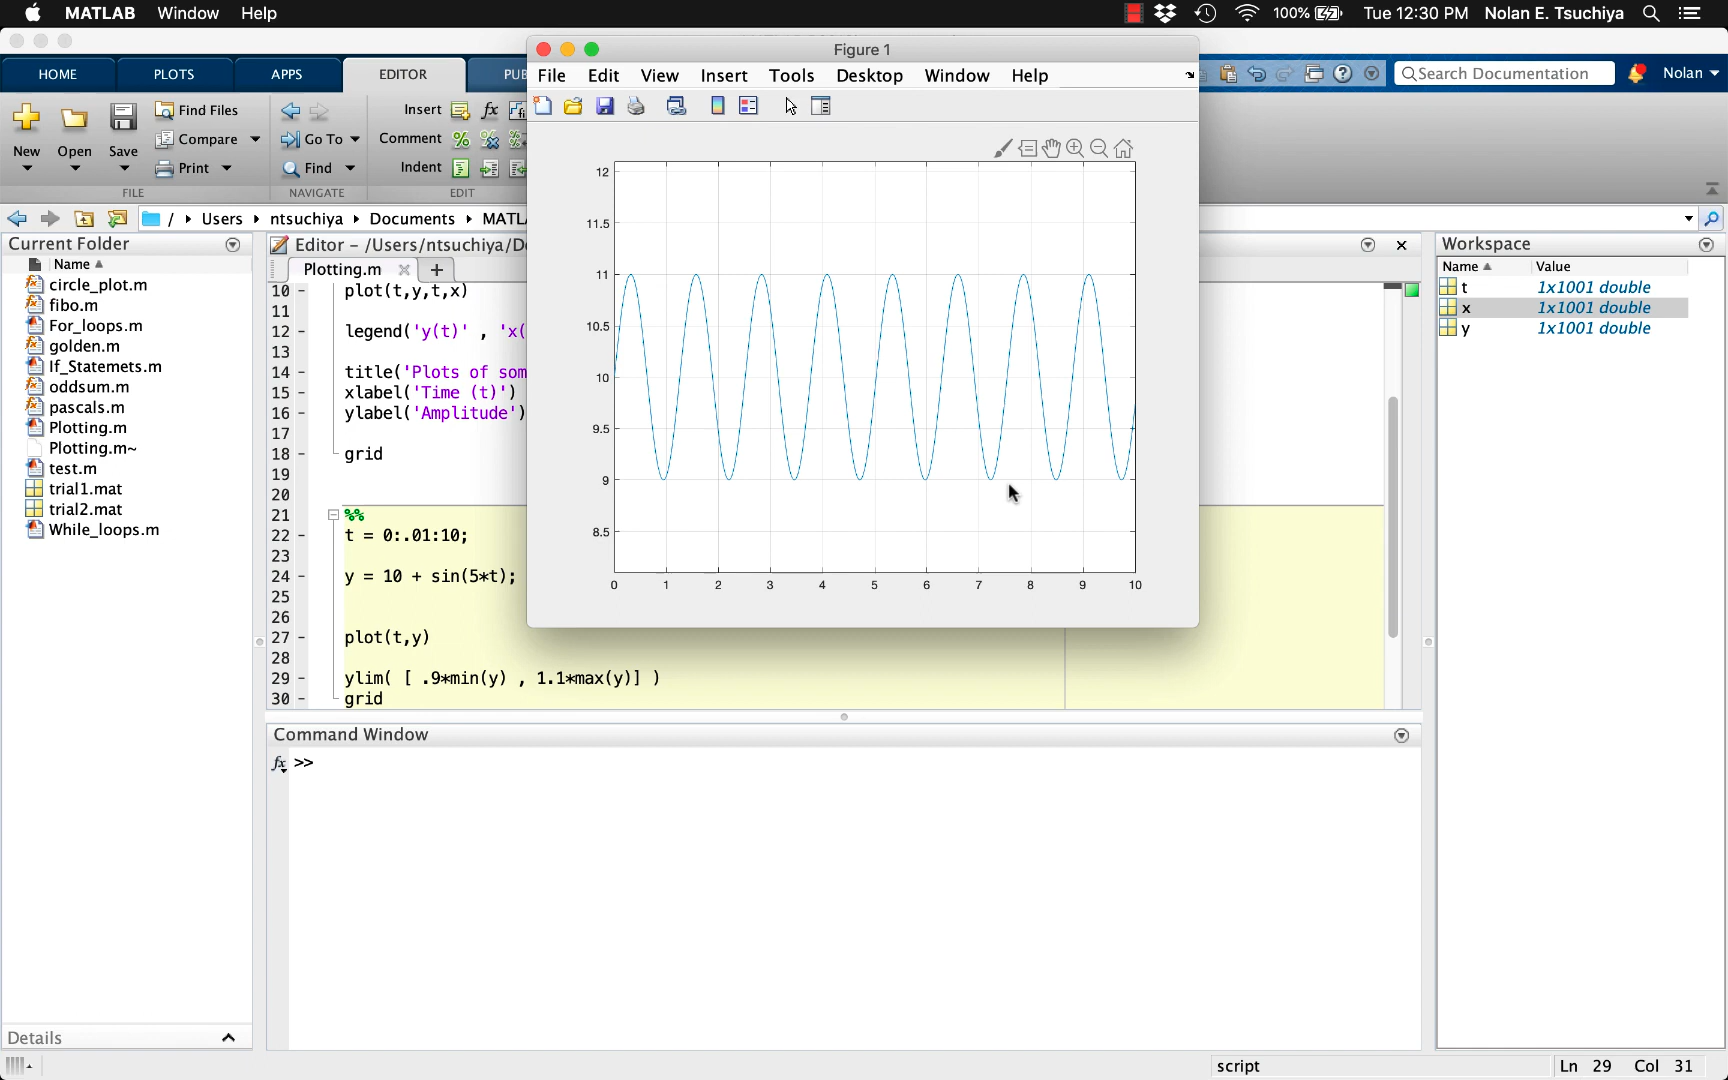 MATLAB Window Help 100% Tue 12:30 PM Nolan E. Tsuchiya
Figure 1
HOME PLOTS APPS EDITOR PUB
File Edit View Insert Tools Desktop Window Help
Search Documentation Nolan
New Open Save
Find Files
Compare
Print
Go To
Find
Insert fx
Comment
Indent
FILE NAVIGATE EDIT
/ Users ntsuchiya Documents MATL
Current Folder
Name
circle_plot.m
fibo.m
For_loops.m
golden.m
If_Statemets.m
oddsum.m
pascals.m
Plotting.m
Plotting.m~
test.m
trial1.mat
trial2.mat
While_loops.m
Details
Editor - /Users/ntsuchiya/Do
Plotting.m +
10 - plot(t,y,t,x)
11
12 - legend('y(t)' , 'x(
13
14 - title('Plots of som
15 - xlabel('Time (t)')
16 - ylabel('Amplitude')
17
18 - grid
19
20
21 %%
22 - t = 0:.01:10;
23
24 - y = 10 + sin(5*t);
25
26
27 - plot(t,y)
28
29 - ylim( [ .9*min(y) , 1.1*max(y)] )
30 - grid
12
11.5
11
10.5
10
9.5
9
8.5
0 1 2 3 4 5 6 7 8 9 10
Command Window
fx >>
Workspace
Name Value
t 1x1001 double
x 1x1001 double
y 1x1001 double
script Ln 29 Col 31